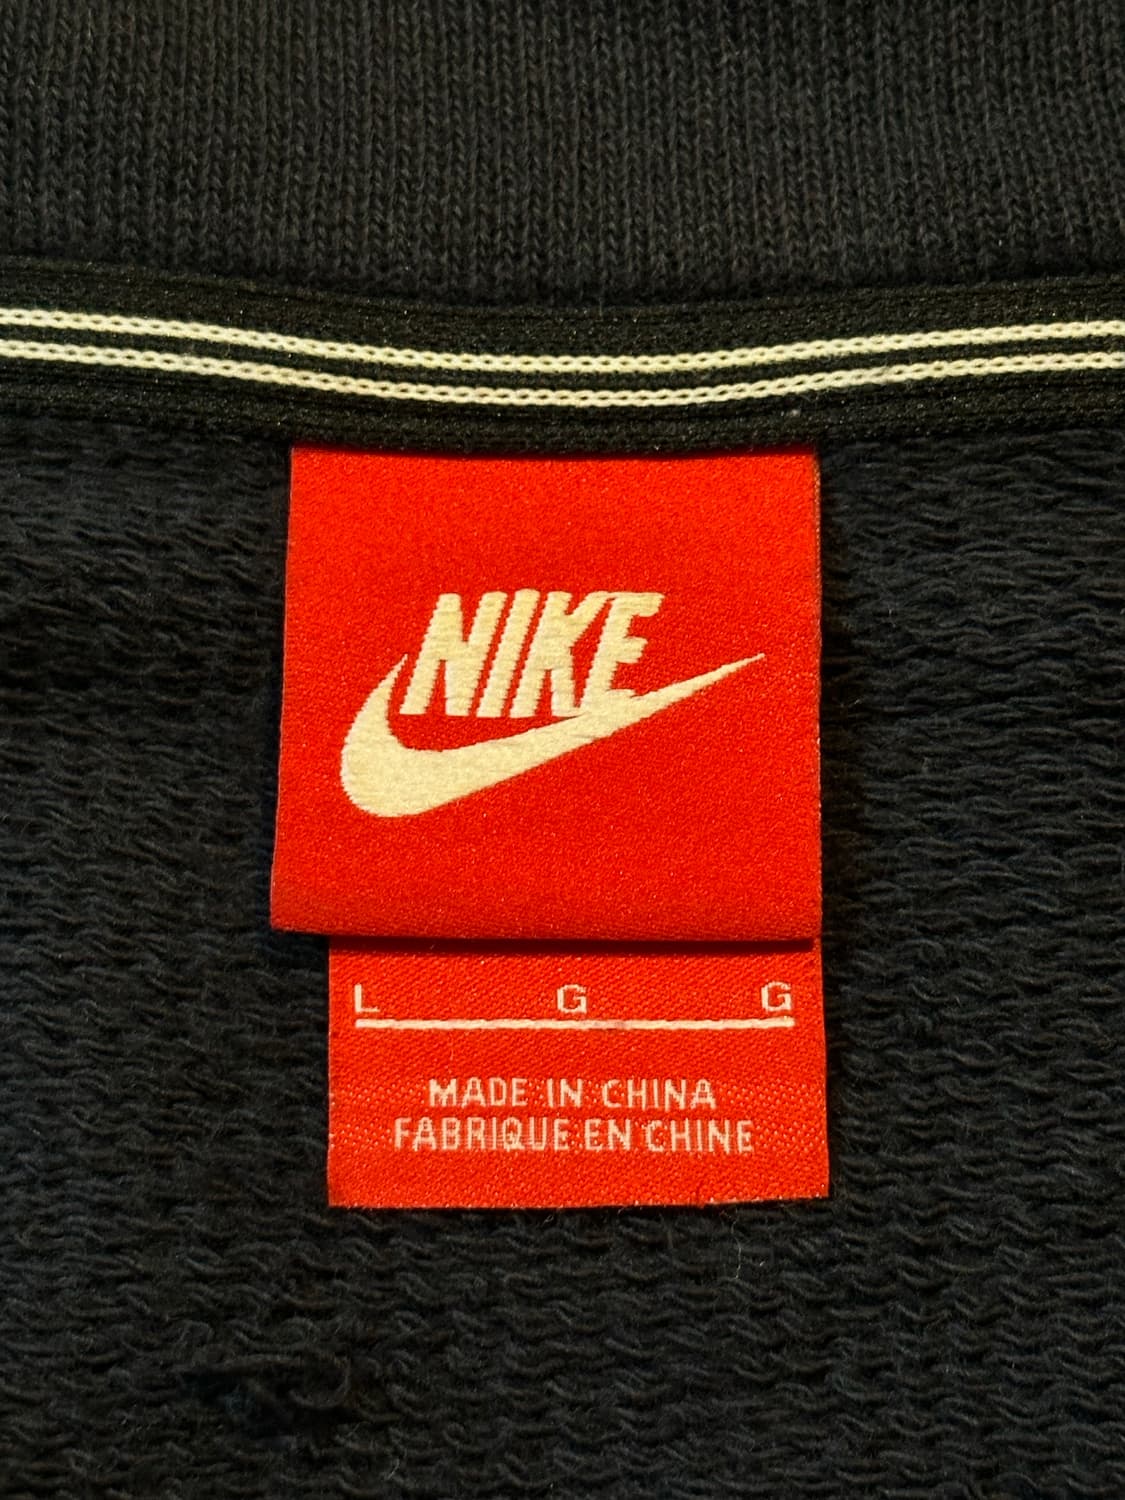 NIKE
L G G
MADE IN CHINA
FABRIQUE EN CHINE